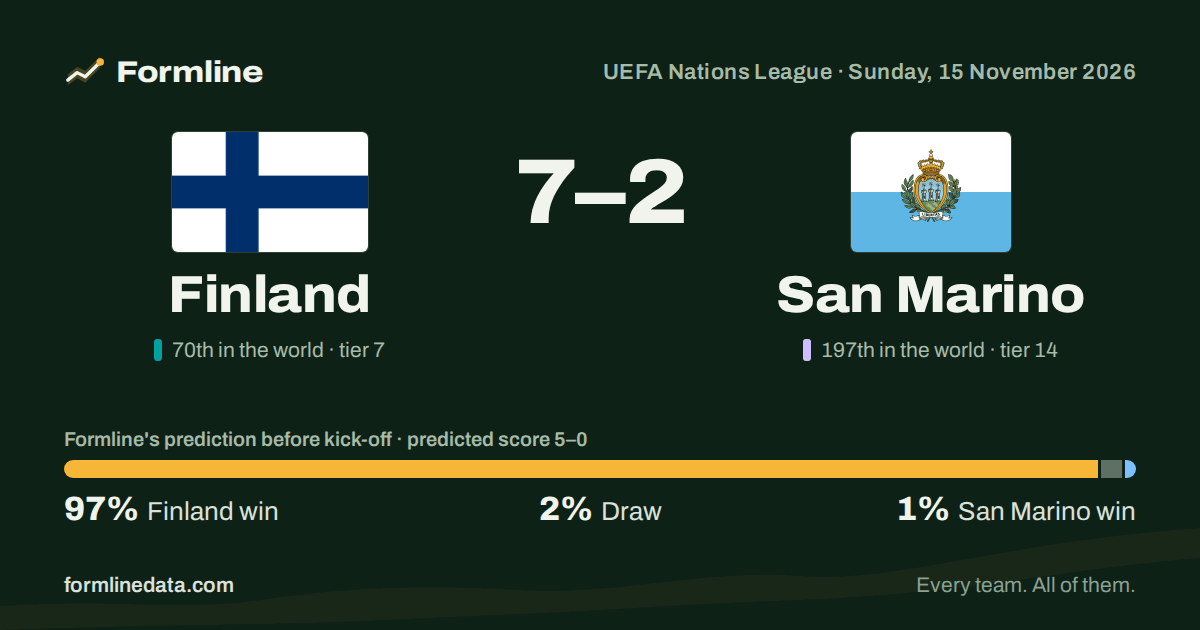 Formline
UEFA Nations League · Sunday, 15 November 2026
7–2
Finland
San Marino
70th in the world · tier 7
197th in the world · tier 14
Formline's prediction before kick-off · predicted score 5–0
97% Finland win
2% Draw
1% San Marino win
formlinedata.com
Every team. All of them.